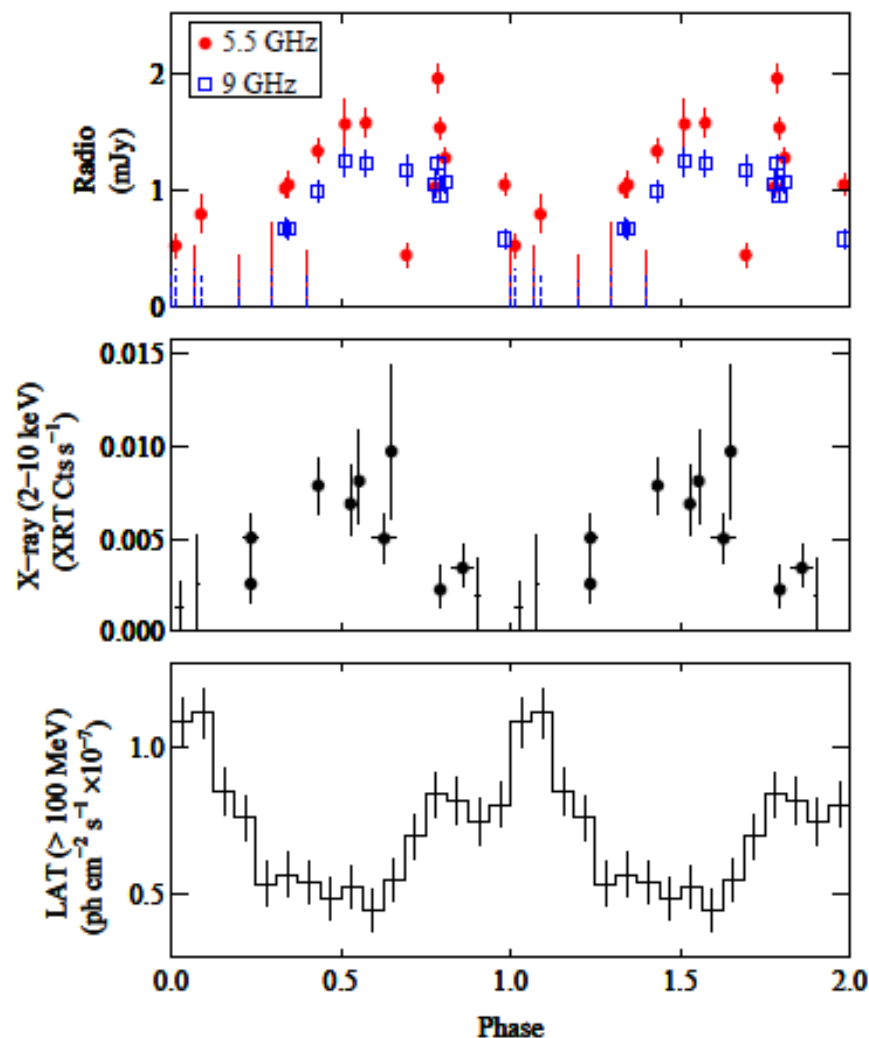 5.5 GHz
9 GHz
Radio
(mJy)
2
1
0
X−ray (2−10 keV)
(XRT Cts s⁻¹)
0.015
0.010
0.005
0.000
LAT (> 100 MeV)
(ph cm⁻² s⁻¹ ×10⁻⁷)
1.0
0.5
0.0 0.5 1.0 1.5 2.0
Phase